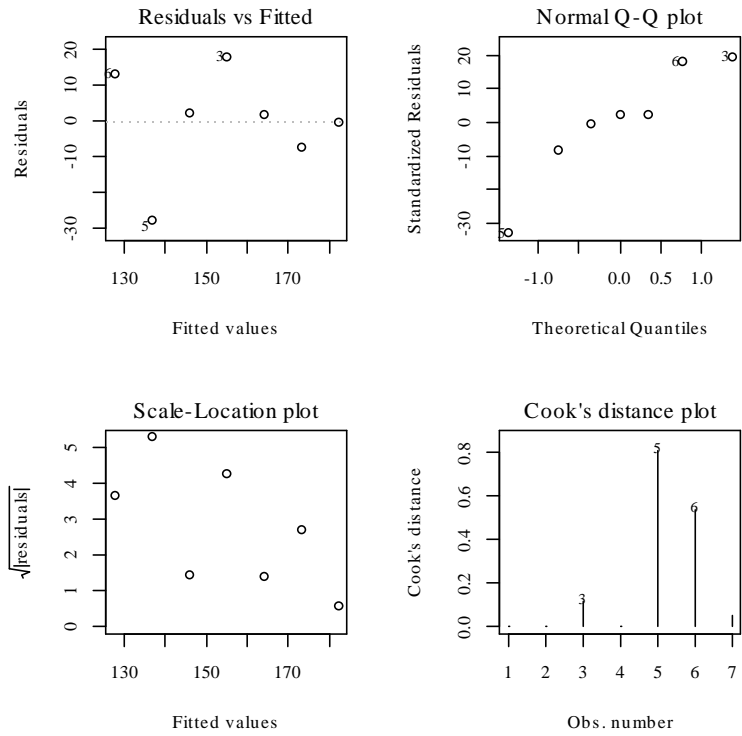 Residuals vs Fitted
Residuals
20
10
0
-10
-30
6
3
5
130 150 170
Fitted values
Normal Q-Q plot
Standardized Residuals
20
10
0
-10
-30
5
6
3
-1.0 0.0 0.5 1.0
Theoretical Quantiles
Scale-Location plot
√|residuals|
5
4
3
2
1
0
130 150 170
Fitted values
Cook's distance plot
Cook's distance
0.8
0.6
0.4
0.2
0.0
3
5
6
1 2 3 4 5 6 7
Obs. number